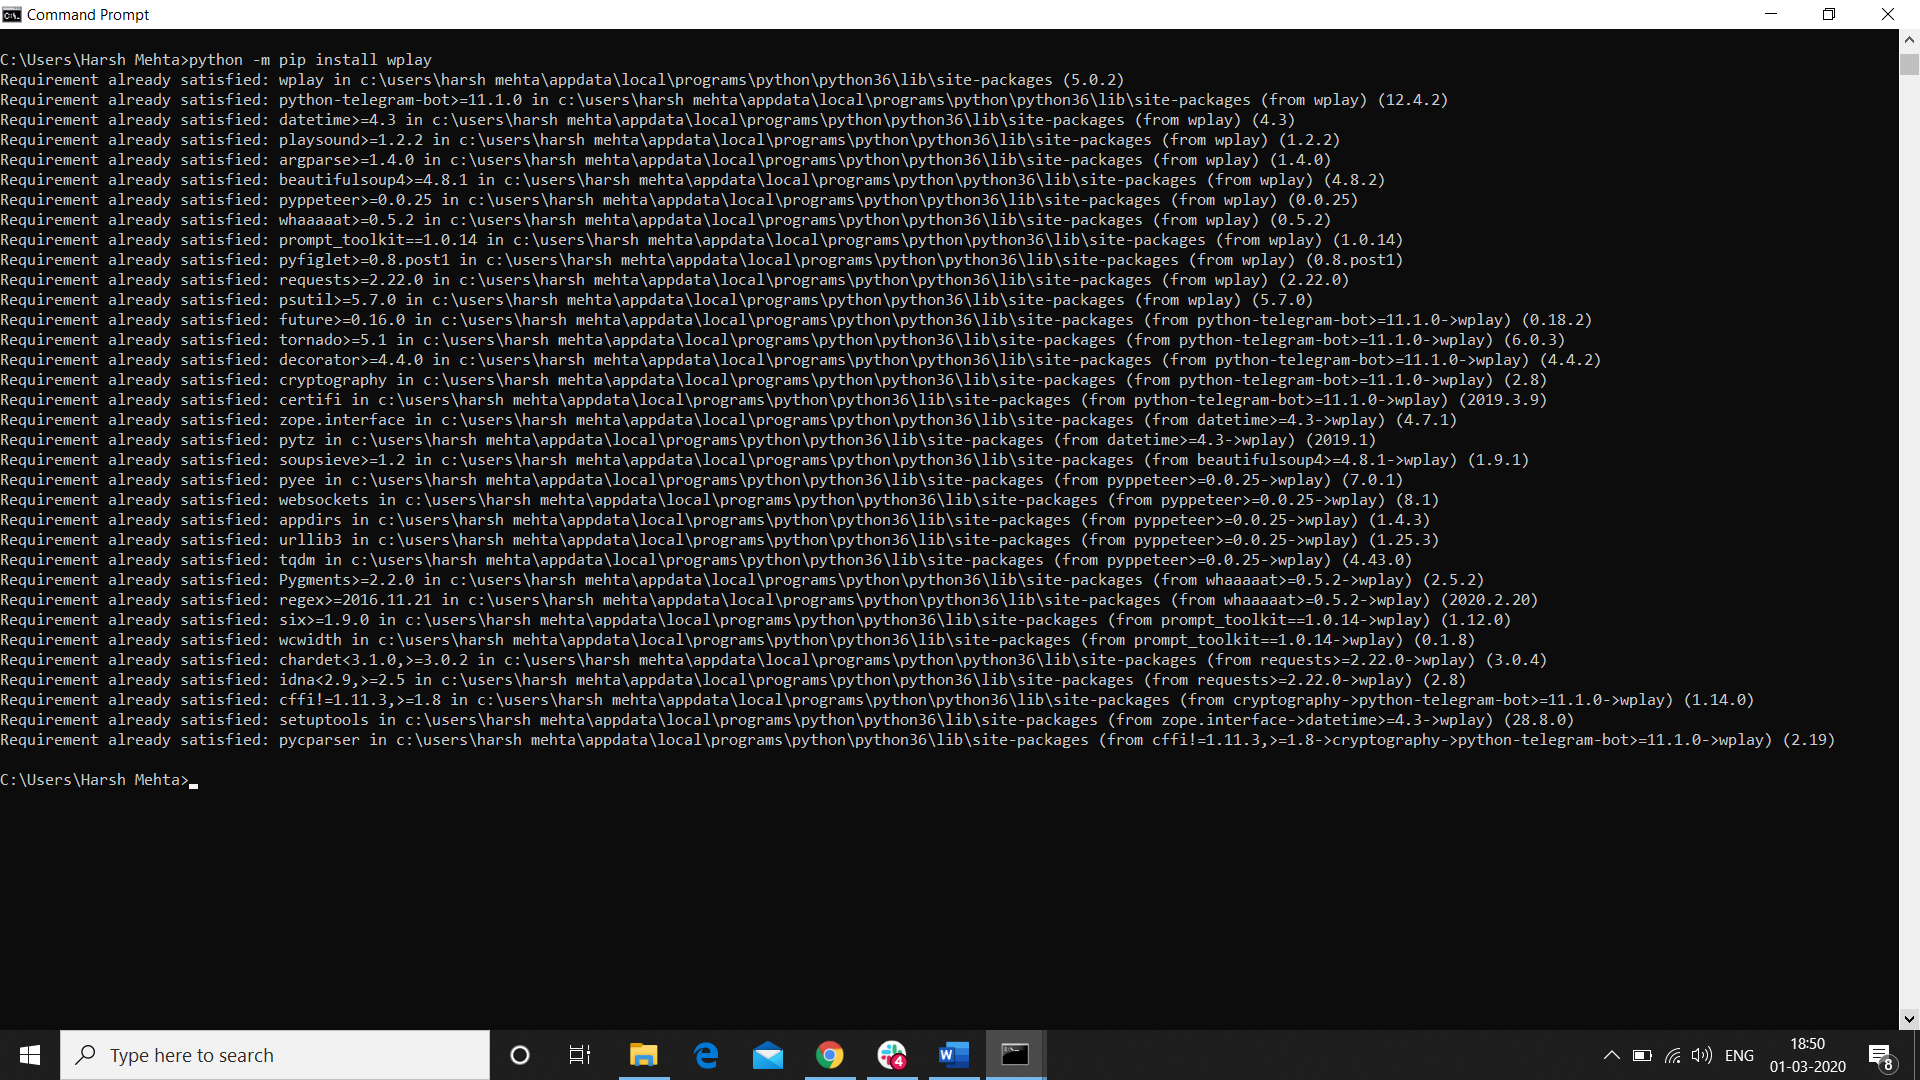 Command Prompt
C:\Users\Harsh Mehta>python -m pip install wplay
Requirement already satisfied: wplay in c:\users\harsh mehta\appdata\local\programs\python\python36\lib\site-packages (5.0.2)
Requirement already satisfied: python-telegram-bot>=11.1.0 in c:\users\harsh mehta\appdata\local\programs\python\python36\lib\site-packages (from wplay) (12.4.2)
Requirement already satisfied: datetime>=4.3 in c:\users\harsh mehta\appdata\local\programs\python\python36\lib\site-packages (from wplay) (4.3)
Requirement already satisfied: playsound>=1.2.2 in c:\users\harsh mehta\appdata\local\programs\python\python36\lib\site-packages (from wplay) (1.2.2)
Requirement already satisfied: argparse>=1.4.0 in c:\users\harsh mehta\appdata\local\programs\python\python36\lib\site-packages (from wplay) (1.4.0)
Requirement already satisfied: beautifulsoup4>=4.8.1 in c:\users\harsh mehta\appdata\local\programs\python\python36\lib\site-packages (from wplay) (4.8.2)
Requirement already satisfied: pyppeteer>=0.0.25 in c:\users\harsh mehta\appdata\local\programs\python\python36\lib\site-packages (from wplay) (0.0.25)
Requirement already satisfied: whaaaaat>=0.5.2 in c:\users\harsh mehta\appdata\local\programs\python\python36\lib\site-packages (from wplay) (0.5.2)
Requirement already satisfied: prompt_toolkit==1.0.14 in c:\users\harsh mehta\appdata\local\programs\python\python36\lib\site-packages (from wplay) (1.0.14)
Requirement already satisfied: pyfiglet>=0.8.post1 in c:\users\harsh mehta\appdata\local\programs\python\python36\lib\site-packages (from wplay) (0.8.post1)
Requirement already satisfied: requests>=2.22.0 in c:\users\harsh mehta\appdata\local\programs\python\python36\lib\site-packages (from wplay) (2.22.0)
Requirement already satisfied: psutil>=5.7.0 in c:\users\harsh mehta\appdata\local\programs\python\python36\lib\site-packages (from wplay) (5.7.0)
Requirement already satisfied: future>=0.16.0 in c:\users\harsh mehta\appdata\local\programs\python\python36\lib\site-packages (from python-telegram-bot>=11.1.0->wplay) (0.18.2)
Requirement already satisfied: tornado>=5.1 in c:\users\harsh mehta\appdata\local\programs\python\python36\lib\site-packages (from python-telegram-bot>=11.1.0->wplay) (6.0.3)
Requirement already satisfied: decorator>=4.4.0 in c:\users\harsh mehta\appdata\local\programs\python\python36\lib\site-packages (from python-telegram-bot>=11.1.0->wplay) (4.4.2)
Requirement already satisfied: cryptography in c:\users\harsh mehta\appdata\local\programs\python\python36\lib\site-packages (from python-telegram-bot>=11.1.0->wplay) (2.8)
Requirement already satisfied: certifi in c:\users\harsh mehta\appdata\local\programs\python\python36\lib\site-packages (from python-telegram-bot>=11.1.0->wplay) (2019.3.9)
Requirement already satisfied: zope.interface in c:\users\harsh mehta\appdata\local\programs\python\python36\lib\site-packages (from datetime>=4.3->wplay) (4.7.1)
Requirement already satisfied: pytz in c:\users\harsh mehta\appdata\local\programs\python\python36\lib\site-packages (from datetime>=4.3->wplay) (2019.1)
Requirement already satisfied: soupsieve>=1.2 in c:\users\harsh mehta\appdata\local\programs\python\python36\lib\site-packages (from beautifulsoup4>=4.8.1->wplay) (1.9.1)
Requirement already satisfied: pyee in c:\users\harsh mehta\appdata\local\programs\python\python36\lib\site-packages (from pyppeteer>=0.0.25->wplay) (7.0.1)
Requirement already satisfied: websockets in c:\users\harsh mehta\appdata\local\programs\python\python36\lib\site-packages (from pyppeteer>=0.0.25->wplay) (8.1)
Requirement already satisfied: appdirs in c:\users\harsh mehta\appdata\local\programs\python\python36\lib\site-packages (from pyppeteer>=0.0.25->wplay) (1.4.3)
Requirement already satisfied: urllib3 in c:\users\harsh mehta\appdata\local\programs\python\python36\lib\site-packages (from pyppeteer>=0.0.25->wplay) (1.25.3)
Requirement already satisfied: tqdm in c:\users\harsh mehta\appdata\local\programs\python\python36\lib\site-packages (from pyppeteer>=0.0.25->wplay) (4.43.0)
Requirement already satisfied: Pygments>=2.2.0 in c:\users\harsh mehta\appdata\local\programs\python\python36\lib\site-packages (from whaaaaat>=0.5.2->wplay) (2.5.2)
Requirement already satisfied: regex>=2016.11.21 in c:\users\harsh mehta\appdata\local\programs\python\python36\lib\site-packages (from whaaaaat>=0.5.2->wplay) (2020.2.20)
Requirement already satisfied: six>=1.9.0 in c:\users\harsh mehta\appdata\local\programs\python\python36\lib\site-packages (from prompt_toolkit==1.0.14->wplay) (1.12.0)
Requirement already satisfied: wcwidth in c:\users\harsh mehta\appdata\local\programs\python\python36\lib\site-packages (from prompt_toolkit==1.0.14->wplay) (0.1.8)
Requirement already satisfied: chardet<3.1.0,>=3.0.2 in c:\users\harsh mehta\appdata\local\programs\python\python36\lib\site-packages (from requests>=2.22.0->wplay) (3.0.4)
Requirement already satisfied: idna<2.9,>=2.5 in c:\users\harsh mehta\appdata\local\programs\python\python36\lib\site-packages (from requests>=2.22.0->wplay) (2.8)
Requirement already satisfied: cffi!=1.11.3,>=1.8 in c:\users\harsh mehta\appdata\local\programs\python\python36\lib\site-packages (from cryptography->python-telegram-bot>=11.1.0->wplay) (1.14.0)
Requirement already satisfied: setuptools in c:\users\harsh mehta\appdata\local\programs\python\python36\lib\site-packages (from zope.interface->datetime>=4.3->wplay) (28.8.0)
Requirement already satisfied: pycparser in c:\users\harsh mehta\appdata\local\programs\python\python36\lib\site-packages (from cffi!=1.11.3,>=1.8->cryptography->python-telegram-bot>=11.1.0->wplay) (2.19)
C:\Users\Harsh Mehta>
Type here to search
4
ENG
18:50
01-03-2020
8